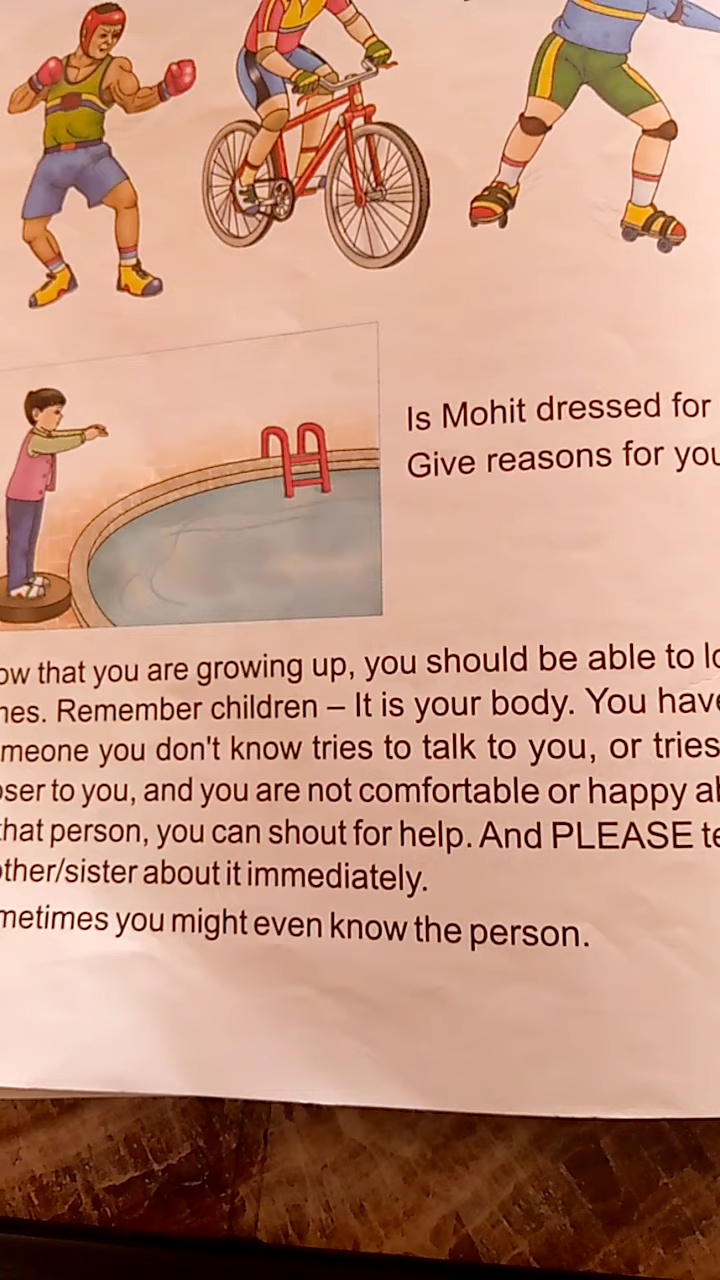 Is Mohit dressed for
Give reasons for you
ow that you are growing up, you should be able to lo
nes. Remember children – It is your body. You have
meone you don't know tries to talk to you, or tries
oser to you, and you are not comfortable or happy a
that person, you can shout for help. And PLEASE te
other/sister about it immediately.
metimes you might even know the person.